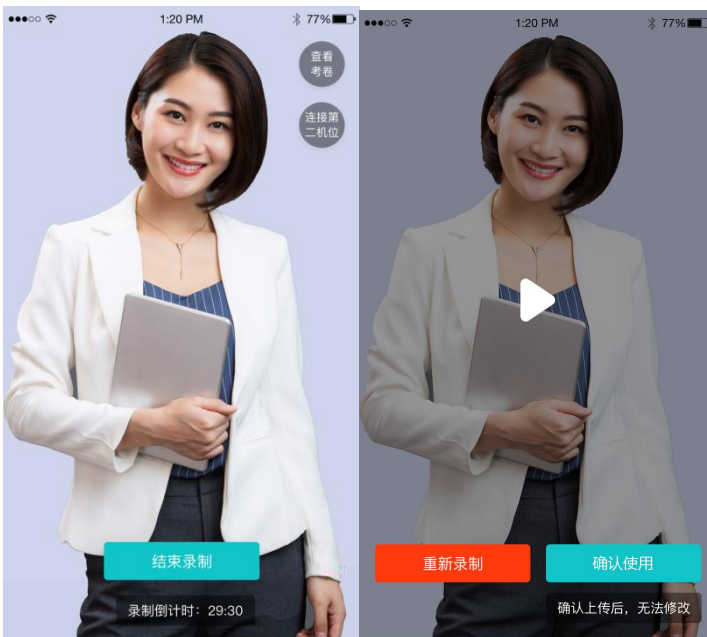 1:20 PM
77%
查看
考卷
连接第
二机位
结束录制
录制倒计时：29:30
1:20 PM
77%
重新录制
确认使用
确认上传后，无法修改